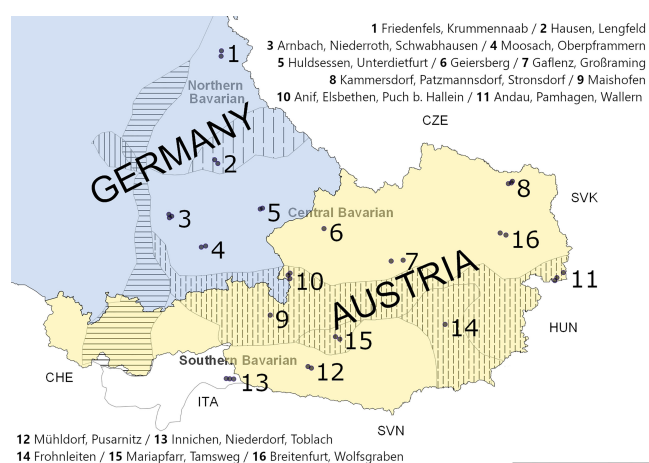 1 Friedenfels, Krummennaab / 2 Hausen, Lengfeld
3 Arnbach, Niederroth, Schwabhausen / 4 Moosach, Oberpframmern
5 Huldsessen, Unterdietfurt / 6 Geiersberg / 7 Gaflenz, Großraming
8 Kammersdorf, Patzmannsdorf, Stronsdorf / 9 Maishofen
10 Anif, Elsbethen, Puch b. Hallein / 11 Andau, Pamhagen, Wallern
1
Northern
Bavarian
CZE
GERMANY
2
8
SVK
3
5
Central Bavarian
6
16
4
7
10
AUSTRIA
11
9
14
HUN
15
Southern Bavarian
12
CHE
13
ITA
SVN
12 Mühldorf, Pusarnitz / 13 Innichen, Niederdorf, Toblach
14 Frohnleiten / 15 Mariapfarr, Tamsweg / 16 Breitenfurt, Wolfsgraben